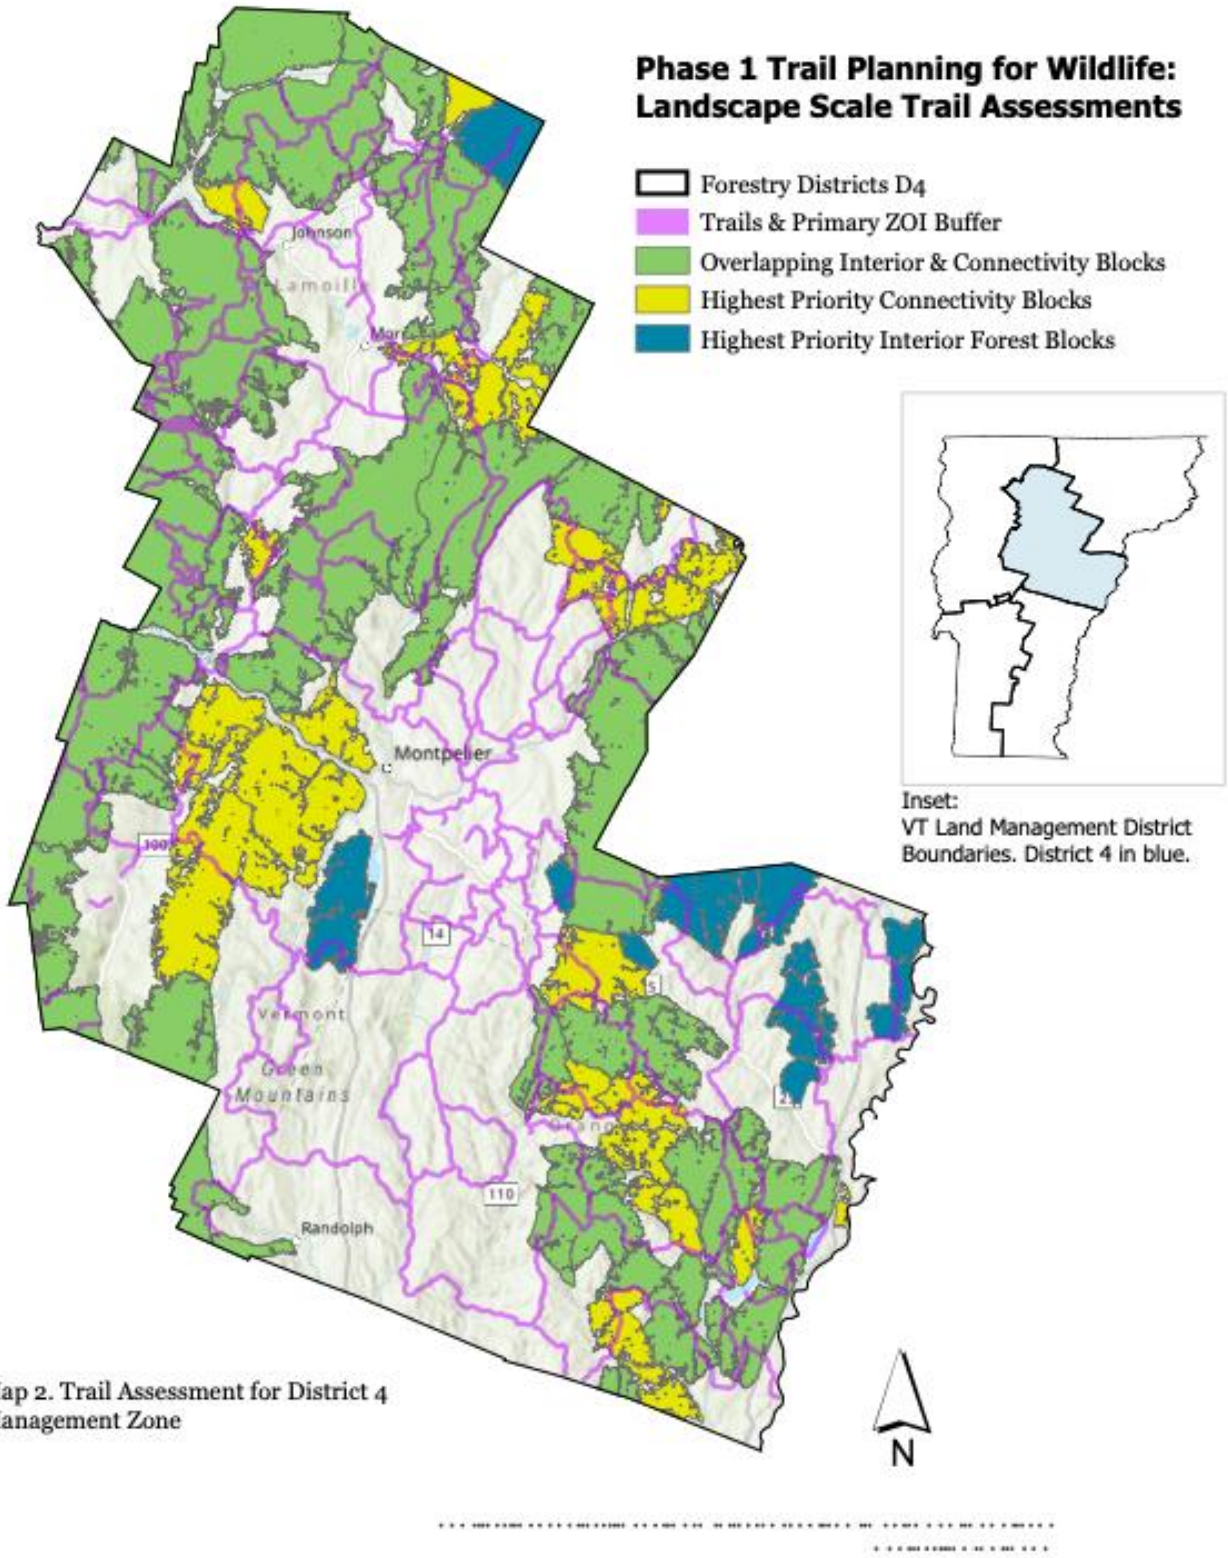 Phase 1 Trail Planning for Wildlife:
Landscape Scale Trail Assessments
Forestry Districts D4
Trails & Primary ZOI Buffer
Overlapping Interior & Connectivity Blocks
Highest Priority Connectivity Blocks
Highest Priority Interior Forest Blocks
Johnson
Lamoille
Montpelier
Inset:
VT Land Management District
Boundaries. District 4 in blue.
100
14
5
Vermont
Green
Mountains
110
Randolph
2. Trail Assessment for District 4
Zone
N